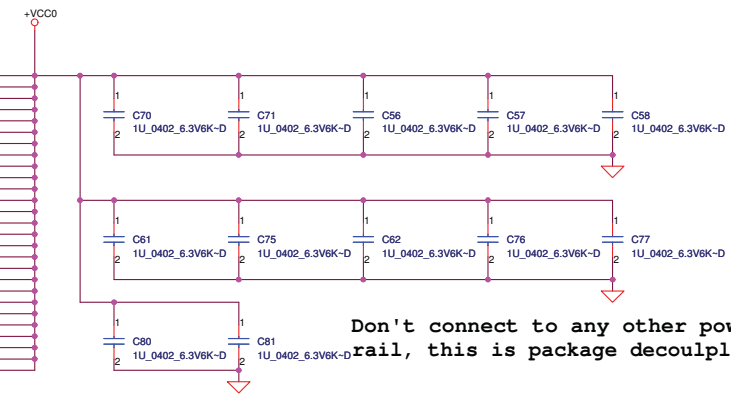 +VCC0
1 1 1 1 1
C70 C71 C56 C57 C58
1U_0402_6.3V6K~D 1U_0402_6.3V6K~D 1U_0402_6.3V6K~D 1U_0402_6.3V6K~D 1U_0402_6.3V6K~D
2 2 2 2 2
1 1 1 1 1
C61 C75 C62 C76 C77
1U_0402_6.3V6K~D 1U_0402_6.3V6K~D 1U_0402_6.3V6K~D 1U_0402_6.3V6K~D 1U_0402_6.3V6K~D
2 2 2 2 2
1 1
C80 C81
1U_0402_6.3V6K~D 1U_0402_6.3V6K~D
2 2
Don't connect to any other pow
rail, this is package decoulpl